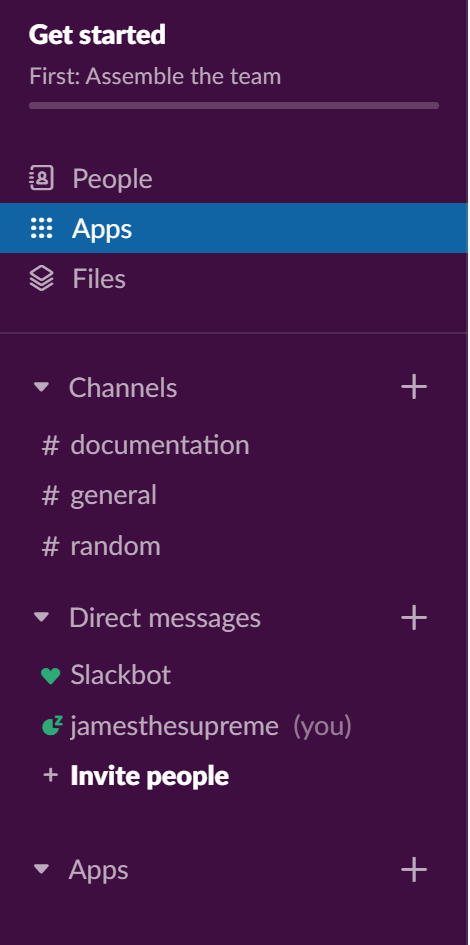 Get started
First: Assemble the team
People
Apps
Files
Channels
# documentation
# general
# random
Direct messages
Slackbot
jamesthesupreme (you)
+ Invite people
Apps